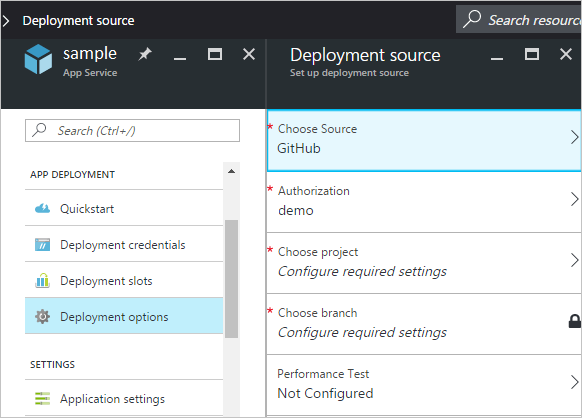 Deployment source
Search resourc
sample
App Service
Deployment source
Set up deployment source
Search (Ctrl+/)
APP DEPLOYMENT
Quickstart
Deployment credentials
Deployment slots
Deployment options
SETTINGS
Application settings
* Choose Source
GitHub
* Authorization
demo
* Choose project
Configure required settings
* Choose branch
Configure required settings
Performance Test
Not Configured